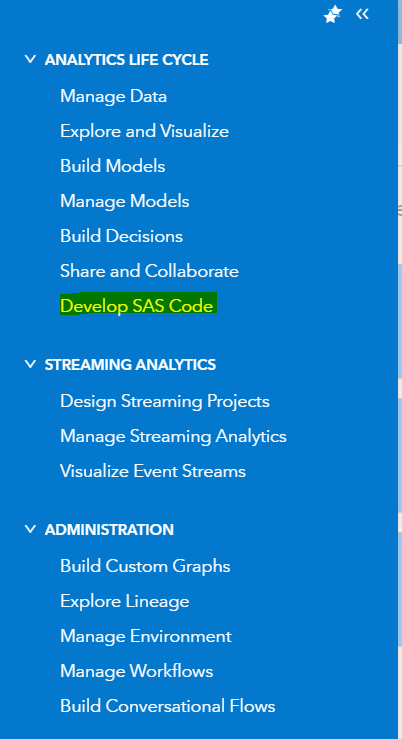 ANALYTICS LIFE CYCLE
Manage Data
Explore and Visualize
Build Models
Manage Models
Build Decisions
Share and Collaborate
Develop SAS Code
STREAMING ANALYTICS
Design Streaming Projects
Manage Streaming Analytics
Visualize Event Streams
ADMINISTRATION
Build Custom Graphs
Explore Lineage
Manage Environment
Manage Workflows
Build Conversational Flows